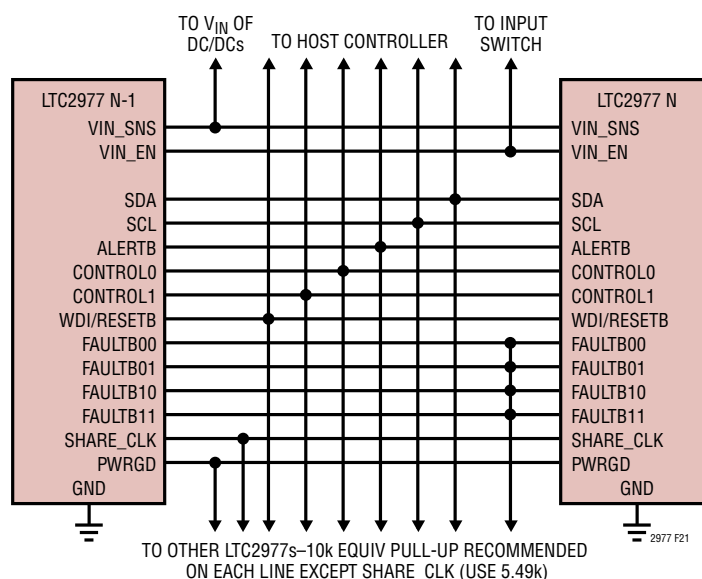 TO VIN OF
DC/DCs
TO HOST CONTROLLER
TO INPUT
SWITCH
LTC2977 N-1
VIN_SNS
VIN_EN
SDA
SCL
ALERTB
CONTROL0
CONTROL1
WDI/RESETB
FAULTB00
FAULTB01
FAULTB10
FAULTB11
SHARE_CLK
PWRGD
GND
LTC2977 N
VIN_SNS
VIN_EN
SDA
SCL
ALERTB
CONTROL0
CONTROL1
WDI/RESETB
FAULTB00
FAULTB01
FAULTB10
FAULTB11
SHARE_CLK
PWRGD
GND
2977 F21
TO OTHER LTC2977s–10k EQUIV PULL-UP RECOMMENDED
ON EACH LINE EXCEPT SHARE_CLK (USE 5.49k)